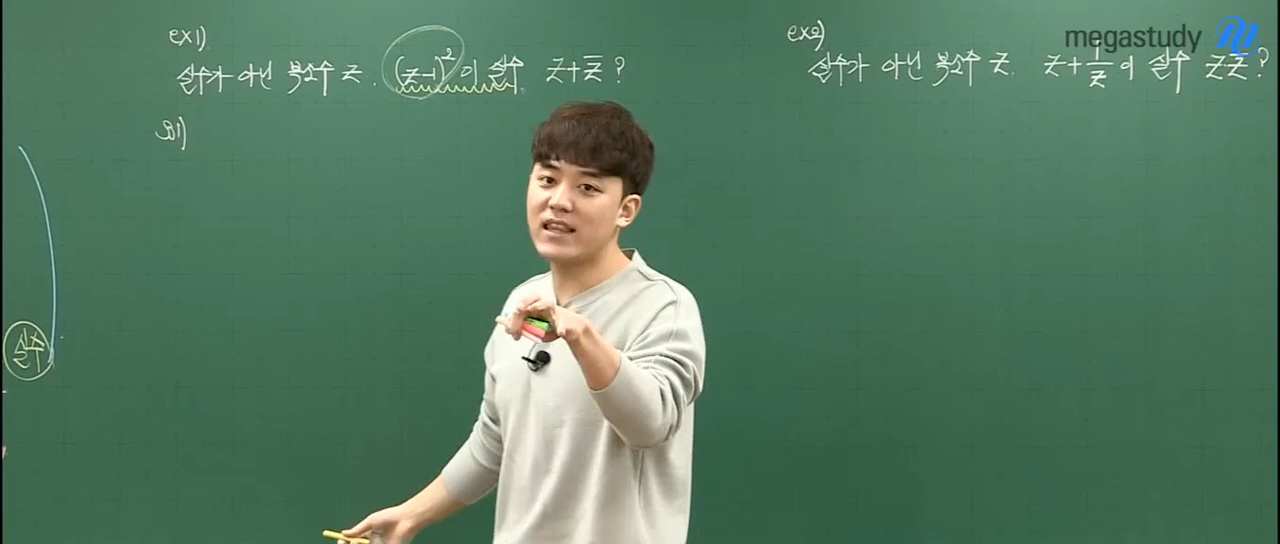 ex1)
실수가 아닌 복소수 z. (z-1)²이 실수 z+z̅?
sol)
실수
ex2)
megastudy
실수가 아닌 복소수 z. z+1/z이 실수 zz̅?